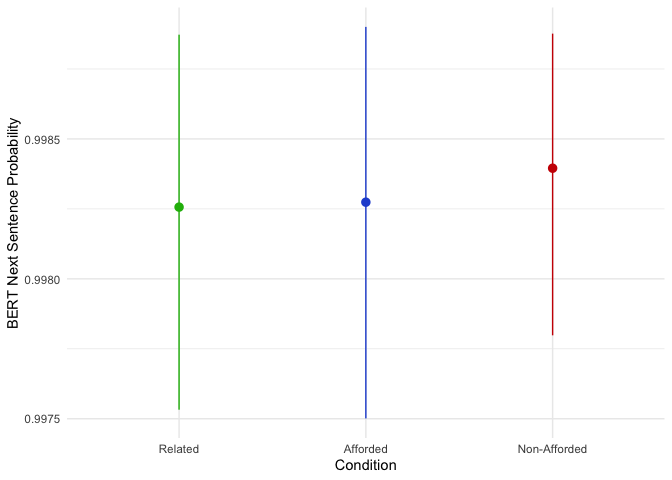 BERT Next Sentence Probability
0.9985
0.9980
0.9975
Related
Afforded
Non-Afforded
Condition